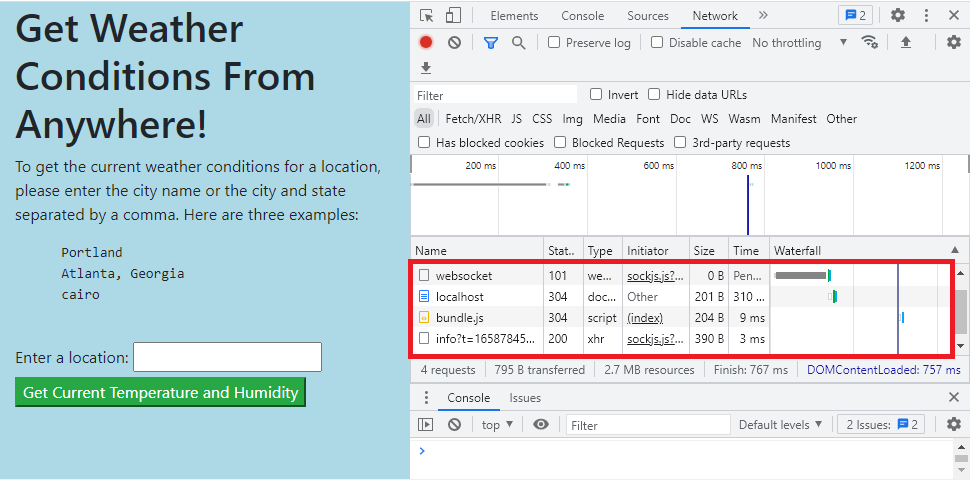 Get Weather
Conditions From
Anywhere!
To get the current weather conditions for a location,
please enter the city name or the city and state
separated by a comma. Here are three examples:
Portland
Atlanta, Georgia
cairo
Enter a location:
Get Current Temperature and Humidity
Elements Console Sources Network 2
Preserve log Disable cache No throttling
Filter Invert Hide data URLs
All Fetch/XHR JS CSS Img Media Font Doc WS Wasm Manifest Other
Has blocked cookies Blocked Requests 3rd-party requests
200 ms 400 ms 600 ms 800 ms 1000 ms 1200 ms
Name Stat... Type Initiator Size Time Waterfall
websocket 101 we... sockjs.js?... 0 B Pen...
localhost 304 doc... Other 201 B 310 ...
bundle.js 304 script (index) 204 B 9 ms
info?t=16587845... 200 xhr sockjs.js?... 390 B 3 ms
4 requests 795 B transferred 2.7 MB resources Finish: 767 ms DOMContentLoaded: 757 ms
Console Issues
top Filter Default levels 2 Issues: 2